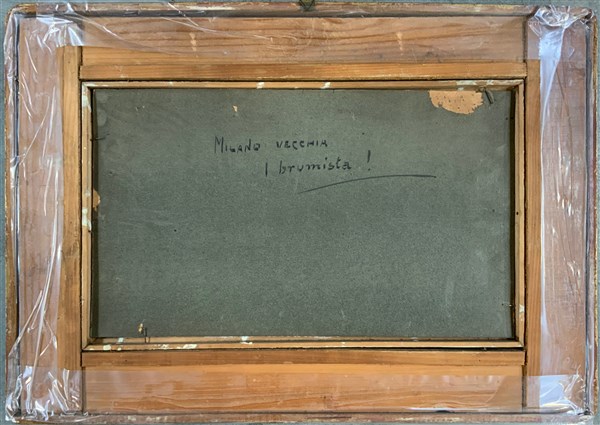 MILANO VECCHIA
I brumista !